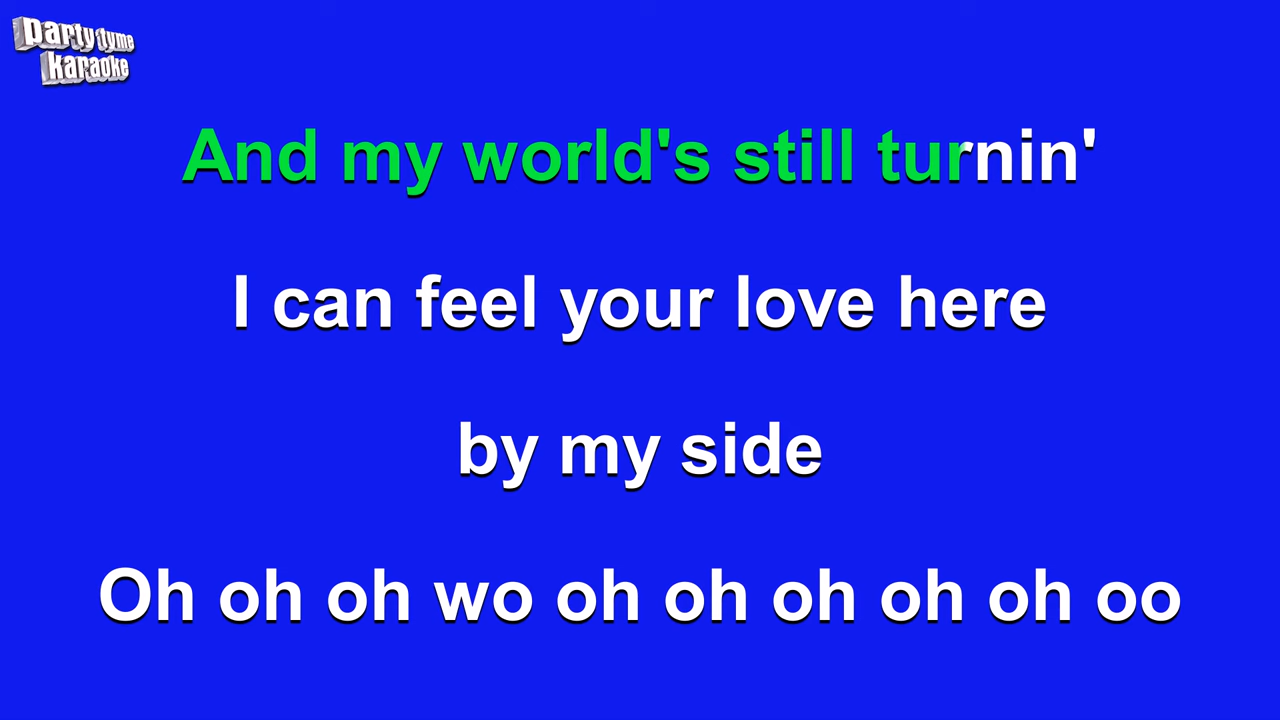 party tyme
karaoke
And my world's still turnin'
I can feel your love here
by my side
Oh oh oh wo oh oh oh oh oh oo